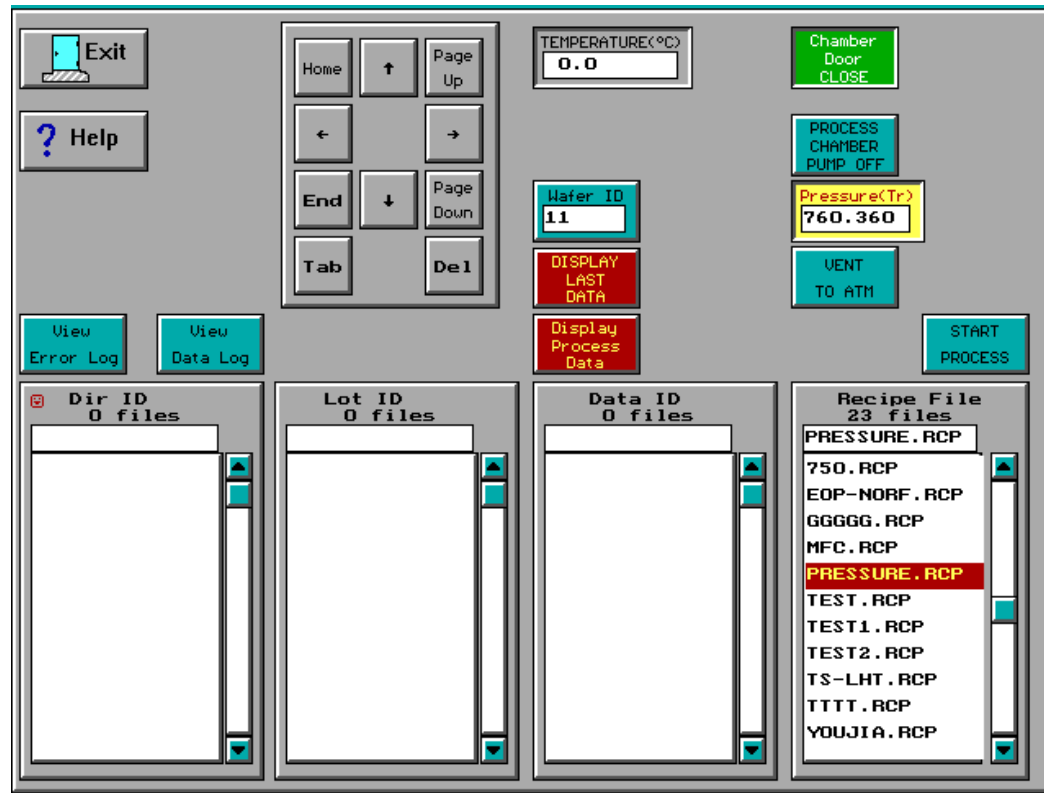 Exit
Help
Home
↑
Page
Up
←
→
End
↓
Page
Down
Tab
Del
TEMPERATURE(°C)
0.0
Chamber
Door
CLOSE
PROCESS
CHAMBER
PUMP OFF
Wafer ID
11
Pressure(Tr)
760.360
DISPLAY
LAST
DATA
VENT
TO ATM
View
Error Log
View
Data Log
Display
Process
Data
START
PROCESS
Dir ID
0 files
Lot ID
0 files
Data ID
0 files
Recipe File
23 files
PRESSURE.RCP
750.RCP
EOP-NORF.RCP
GGGGG.RCP
MFC.RCP
PRESSURE.RCP
TEST.RCP
TEST1.RCP
TEST2.RCP
TS-LHT.RCP
TTTT.RCP
YOUJIA.RCP